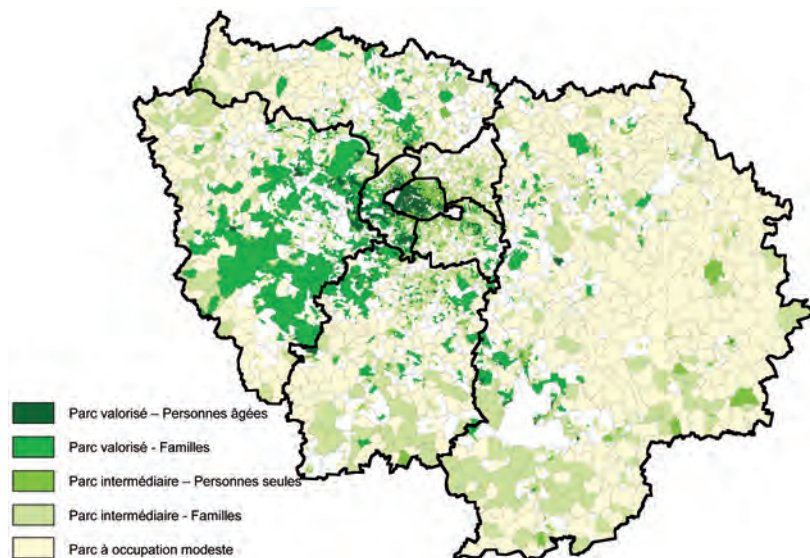 Parc valorisé – Personnes âgées
Parc valorisé - Familles
Parc intermédiaire – Personnes seules
Parc intermédiaire - Familles
Parc à occupation modeste